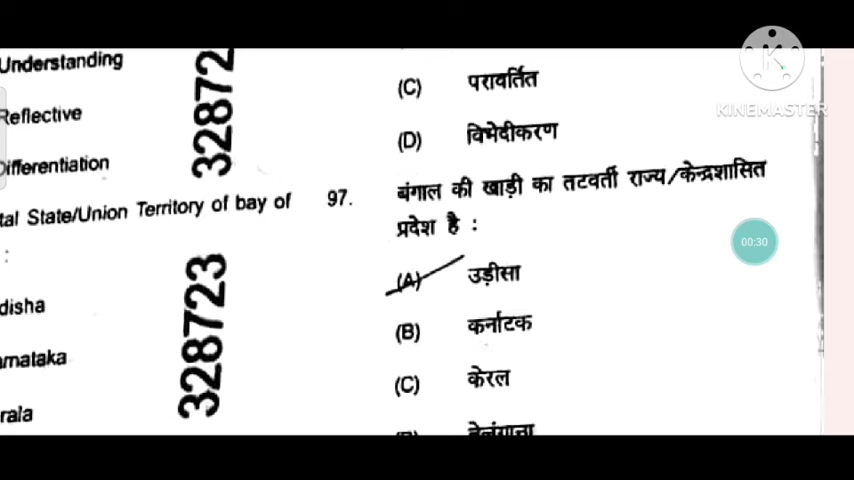 Understanding
Reflective
Differentiation
tal State/Union Territory of bay of
:
disha
rnataka
rala
32872
328723
(C) परावर्तित
(D) विभेदीकरण
97. बंगाल की खाड़ी का तटवर्ती राज्य/केन्द्रशासित
प्रदेश है :
(A) उड़ीसा
(B) कर्नाटक
(C) केरल
तेलंगाना
KINEMASTER
00:30